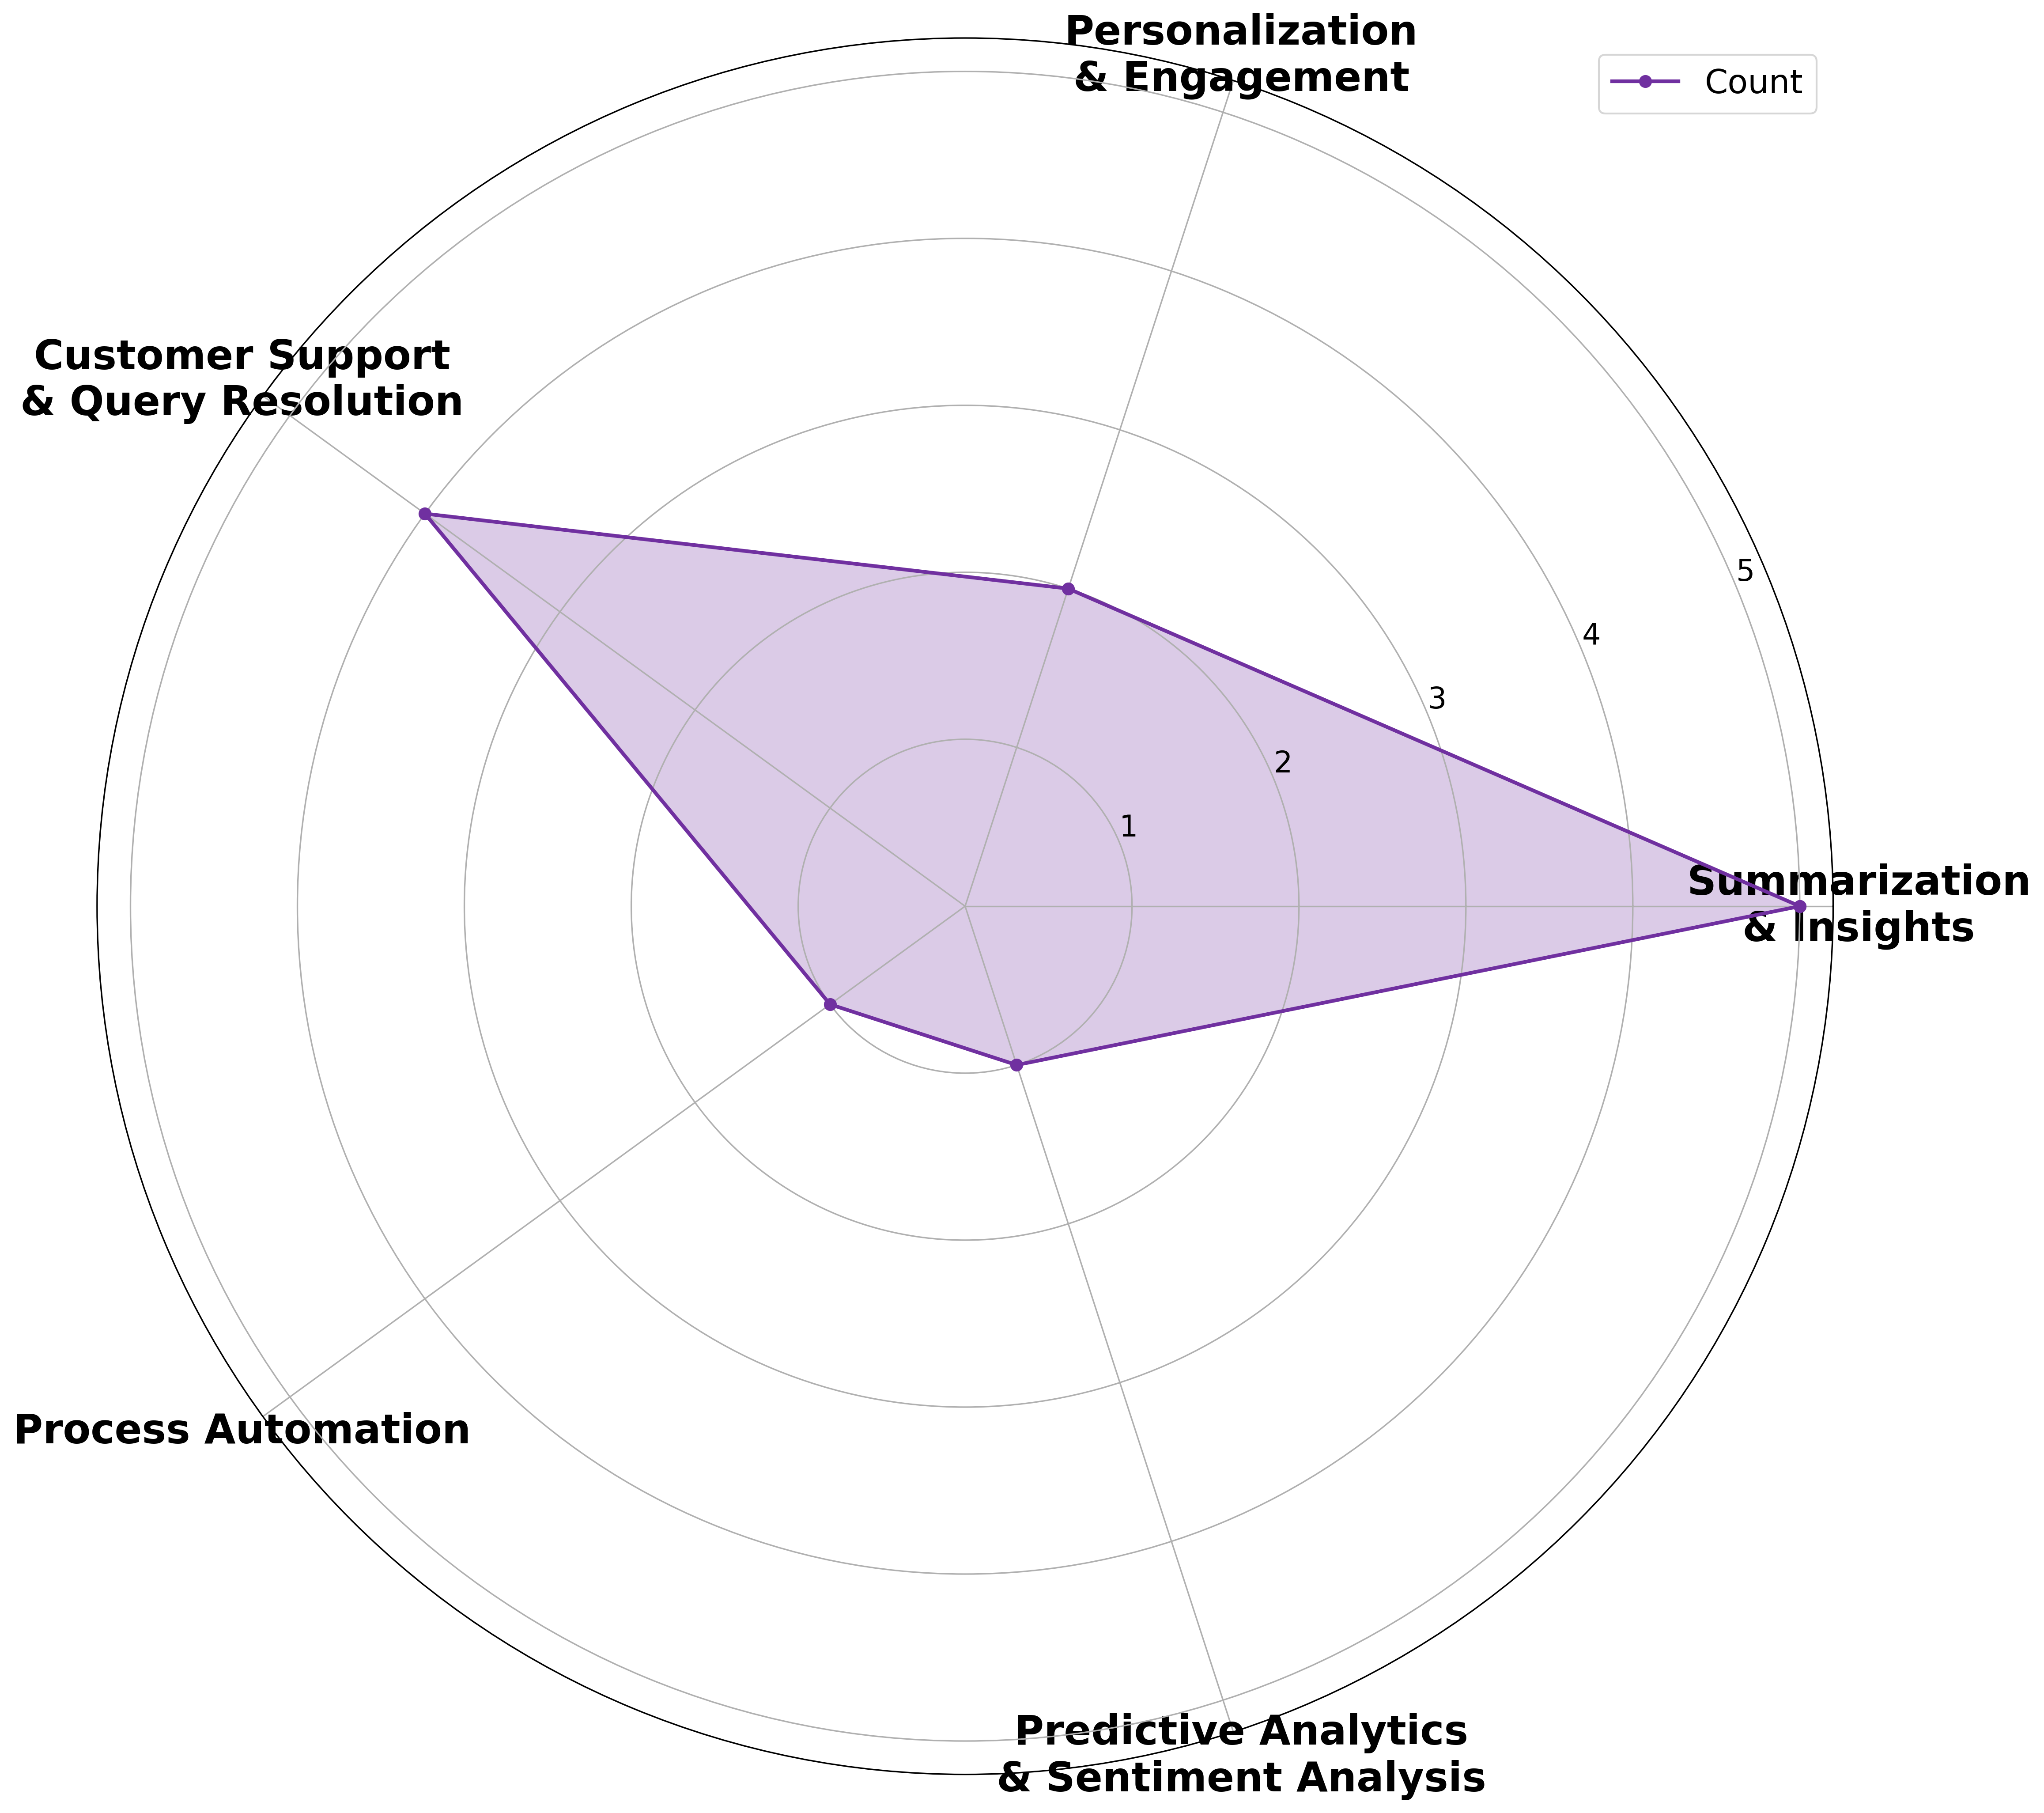 Personalization
& Engagement
Count
Customer Support
& Query Resolution
5
4
3
2
1
Summarization
& Insights
Process Automation
Predictive Analytics
& Sentiment Analysis